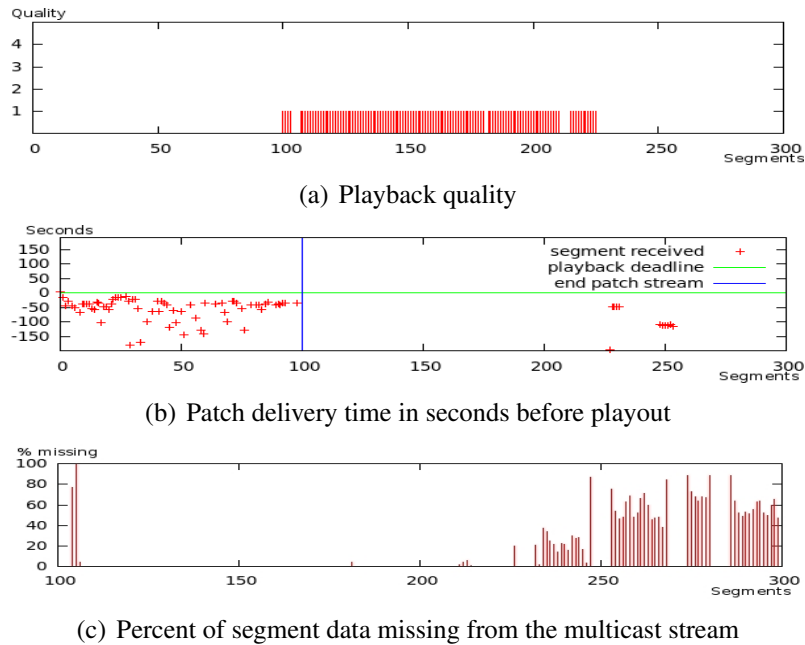 Quality
4
3
2
1
0 50 100 150 200 250 300
Segments
(a) Playback quality
Seconds
150
100
50
0
-50
-100
-150
segment received
playback deadline
end patch stream
0 50 100 150 200 250 300
Segments
(b) Patch delivery time in seconds before playout
% missing
100
80
60
40
20
0
100 150 200 250 300
Segments
(c) Percent of segment data missing from the multicast stream